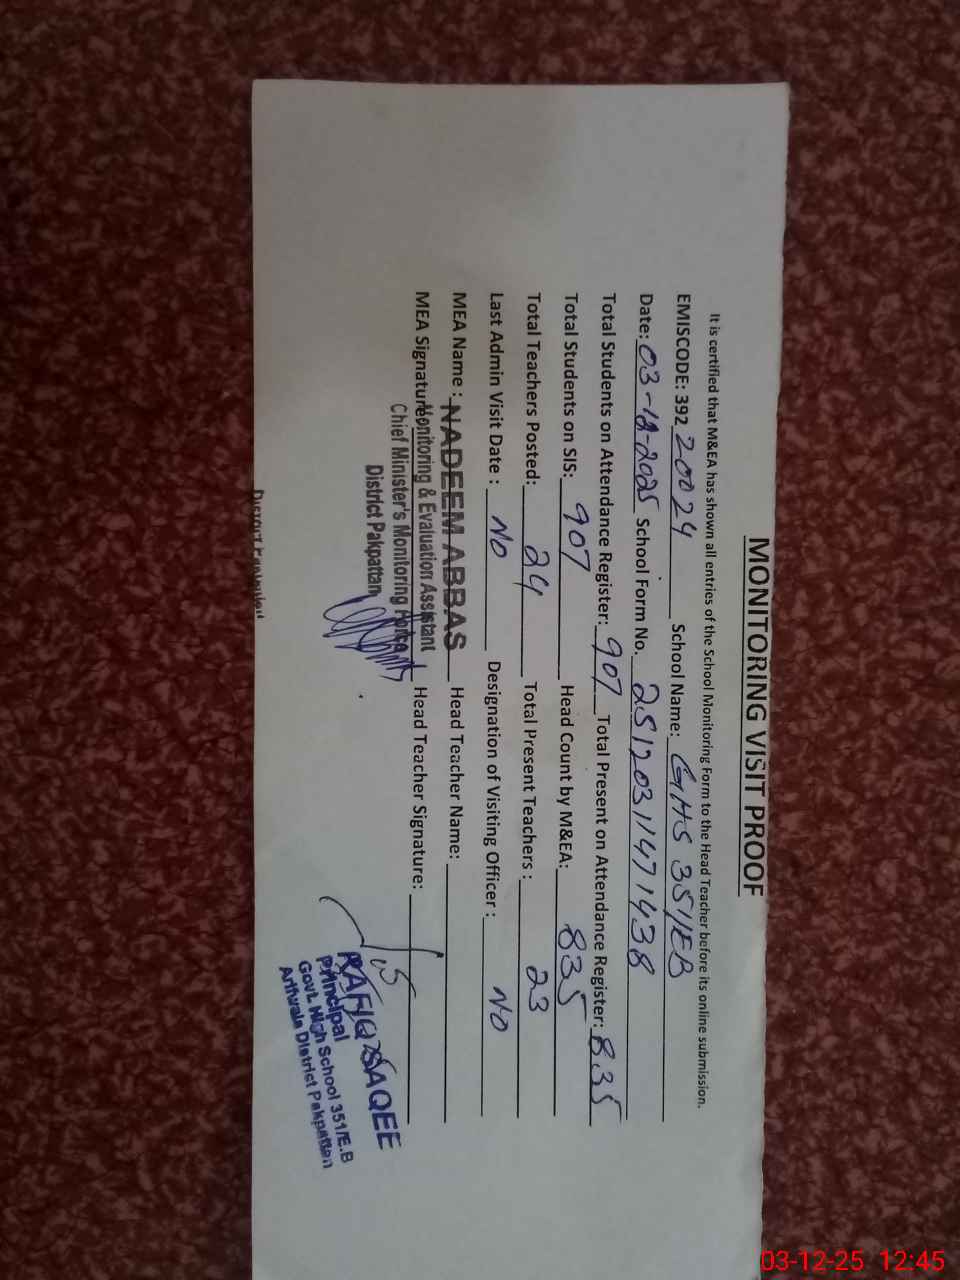 MONITORING VISIT PROOF
It is certified that M&EA has shown all entries of the School Monitoring Form to the Head Teacher before its online submission.
EMISCODE: 392 20024 School Name: GHS 351/EB
Date: 03-12-2025 School Form No. 25120311471438
Total Students on Attendance Register: 907 Total Present on Attendance Register: 835
Total Students on SIS: 907 Head Count by M&EA: 835
Total Teachers Posted: 24 Total Present Teachers : 23
Last Admin Visit Date : NO Designation of Visiting Officer : NO
MEA Name : NADEEM ABBAS Head Teacher Name:
MEA Signature Monitoring & Evaluation Assistant Head Teacher Signature:
Chief Minister's Monitoring Force
District Pakpattan
RAFIQ SAQEE
Principal
Govt. High School 351/E.B
Arifwala District Pakpattan
03-12-25 12:45